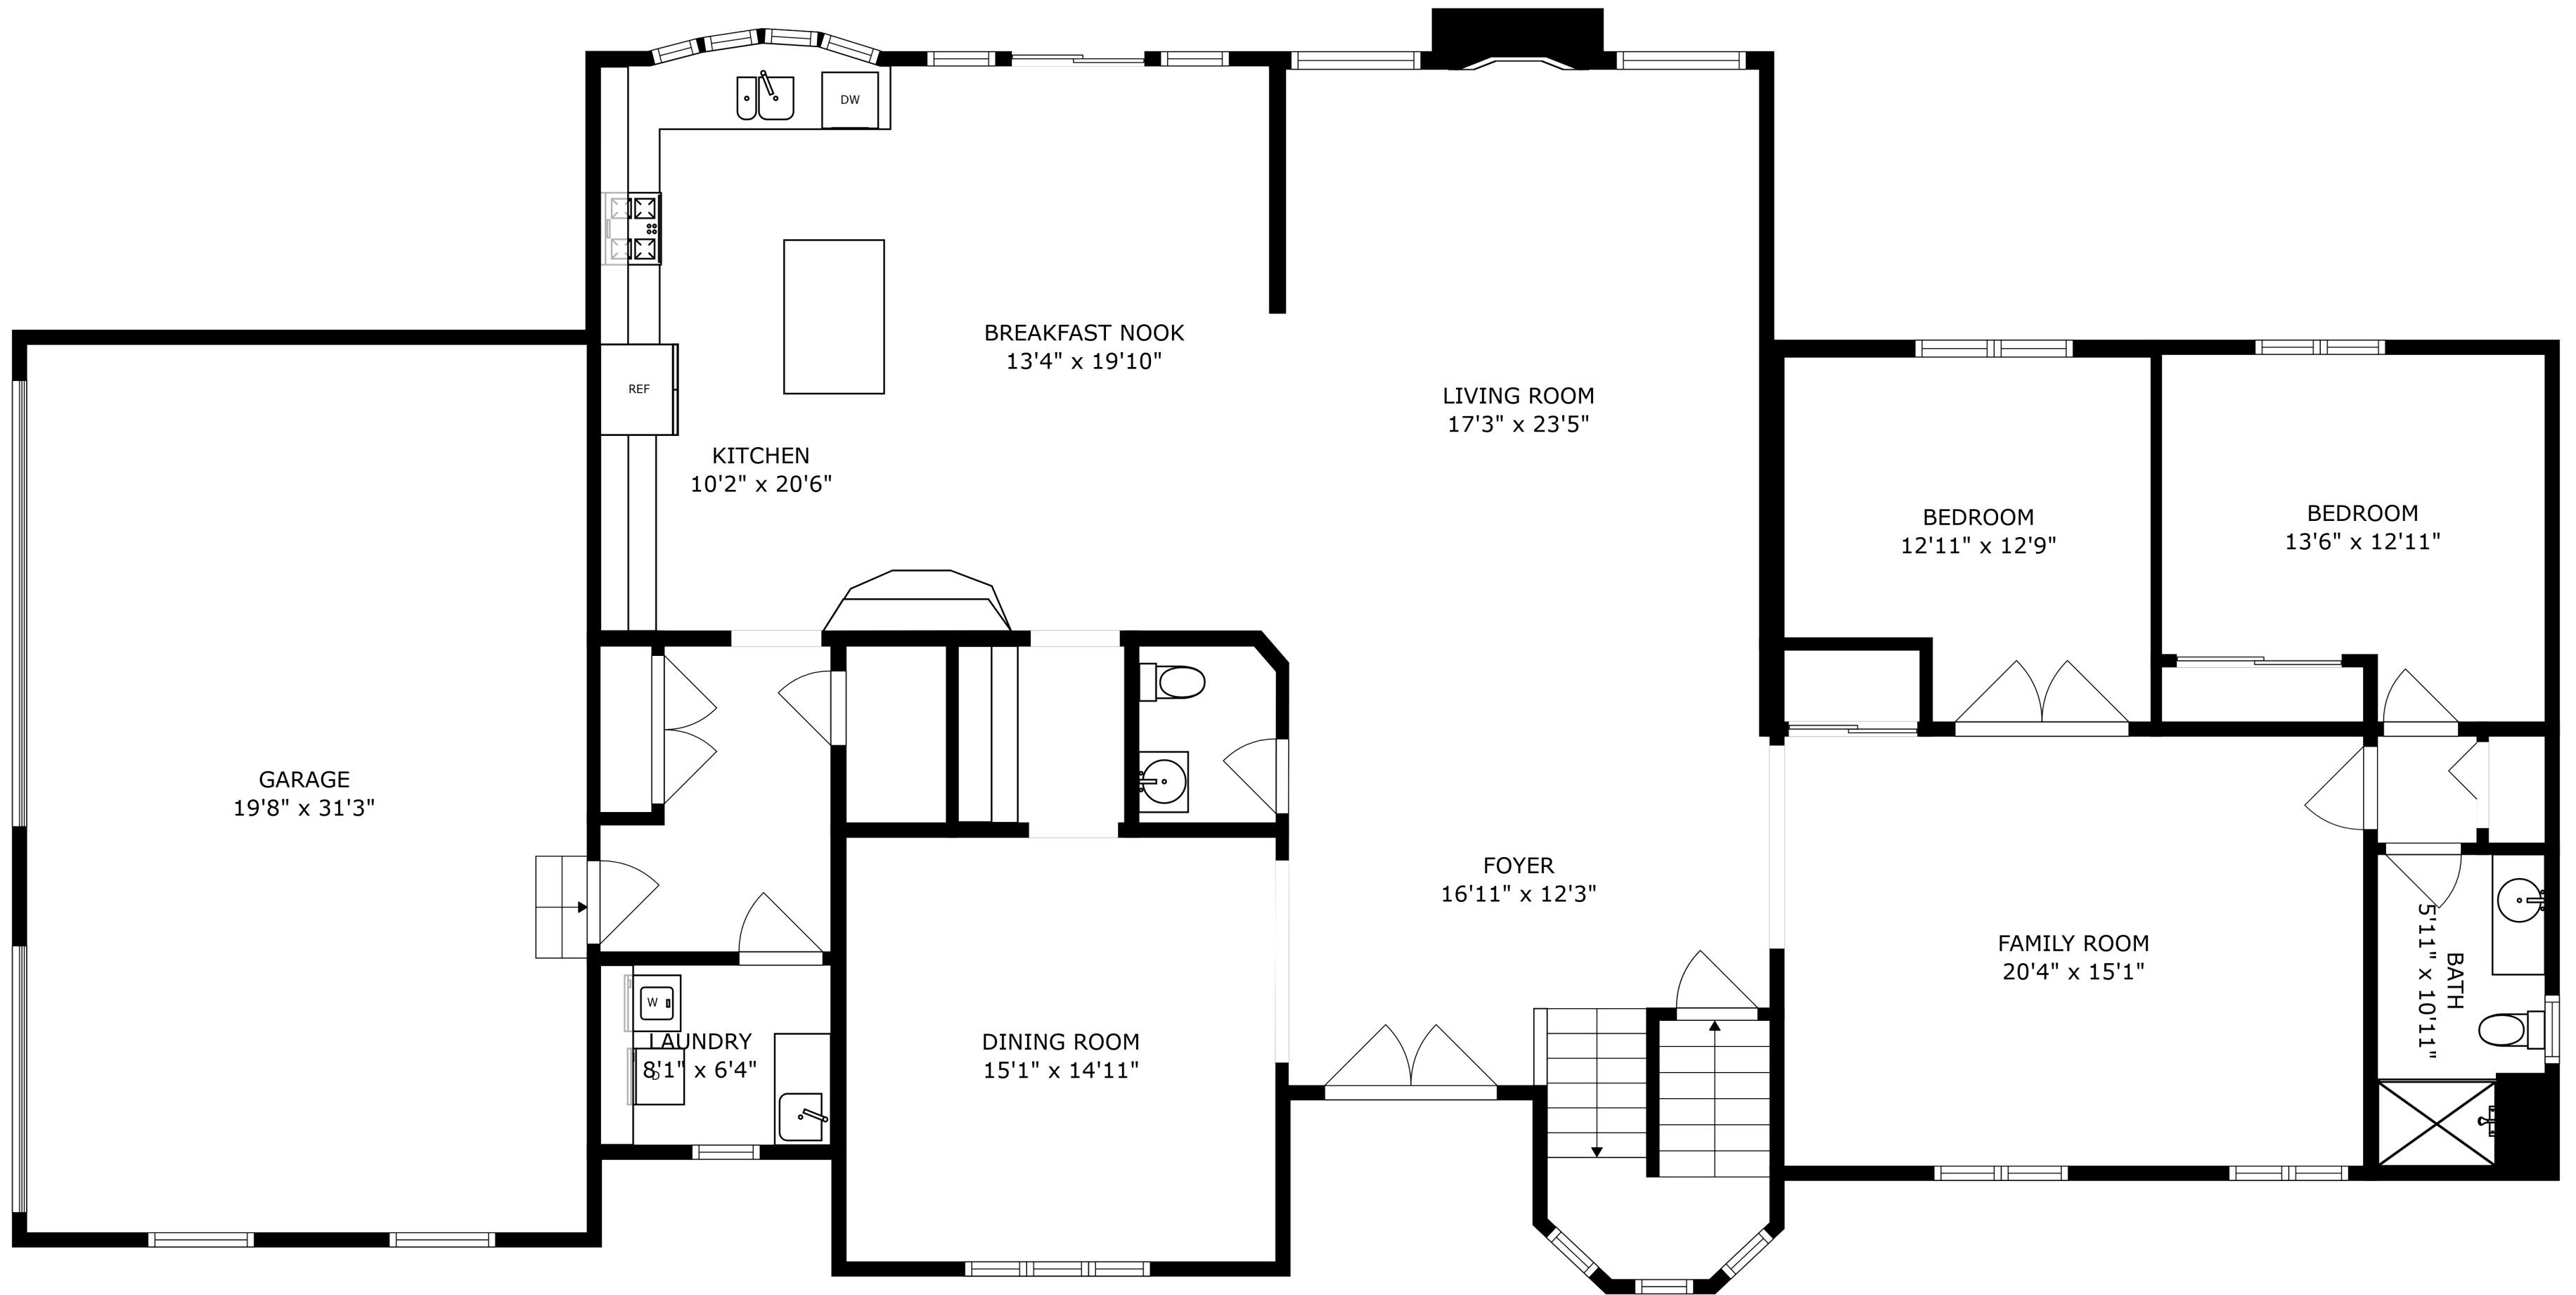 DW
BREAKFAST NOOK
13'4" x 19'10"
REF
LIVING ROOM
17'3" x 23'5"
KITCHEN
10'2" x 20'6"
BEDROOM
12'11" x 12'9"
BEDROOM
13'6" x 12'11"
GARAGE
19'8" x 31'3"
FOYER
16'11" x 12'3"
FAMILY ROOM
20'4" x 15'1"
BATH
5'11" x 10'11"
W
LAUNDRY
8'1" x 6'4"
D
DINING ROOM
15'1" x 14'11"